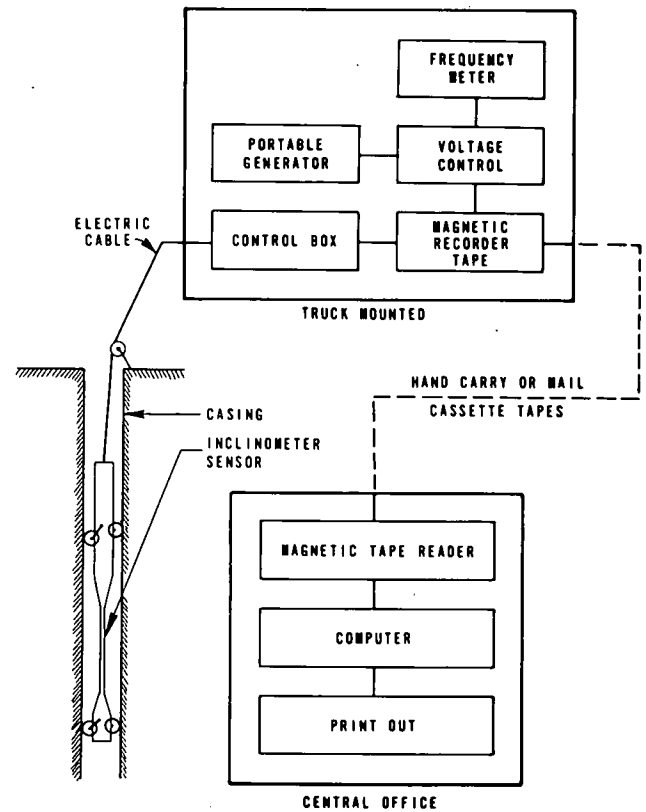 FREQUENCY
METER
PORTABLE
GENERATOR
VOLTAGE
CONTROL
ELECTRIC
CABLE
CONTROL BOX
MAGNETIC
RECORDER
TAPE
TRUCK MOUNTED
HAND CARRY OR MAIL
CASSETTE TAPES
CASING
INCLINOMETER
SENSOR
MAGNETIC TAPE READER
COMPUTER
PRINT OUT
CENTRAL OFFICE